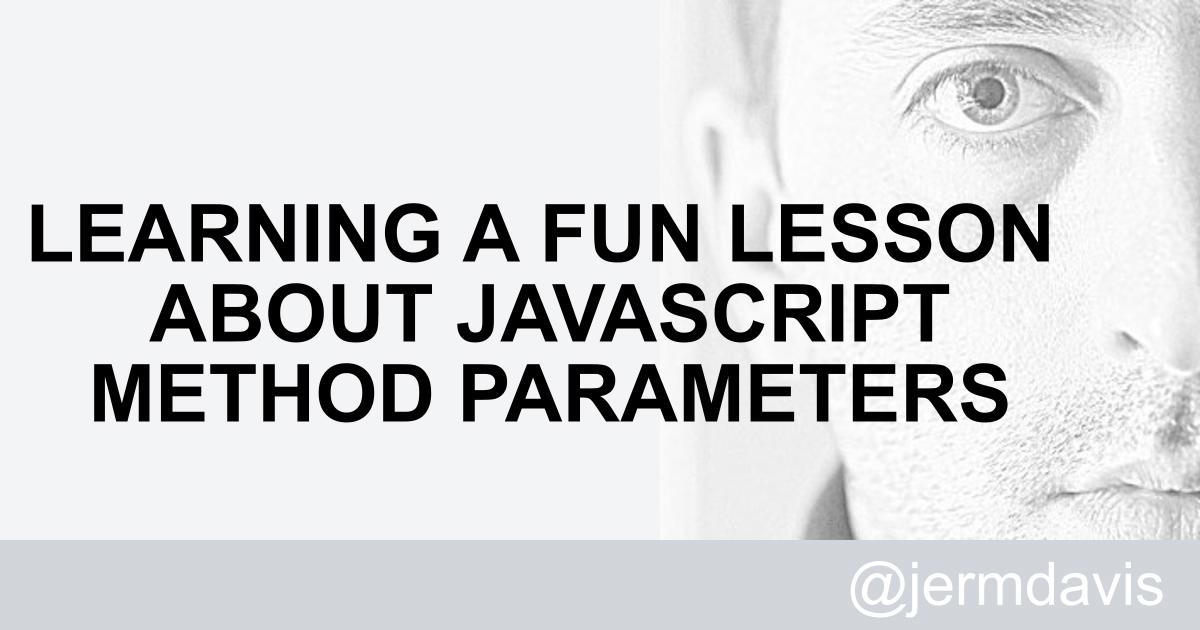 LEARNING A FUN LESSON
ABOUT JAVASCRIPT
METHOD PARAMETERS
@jermdavis